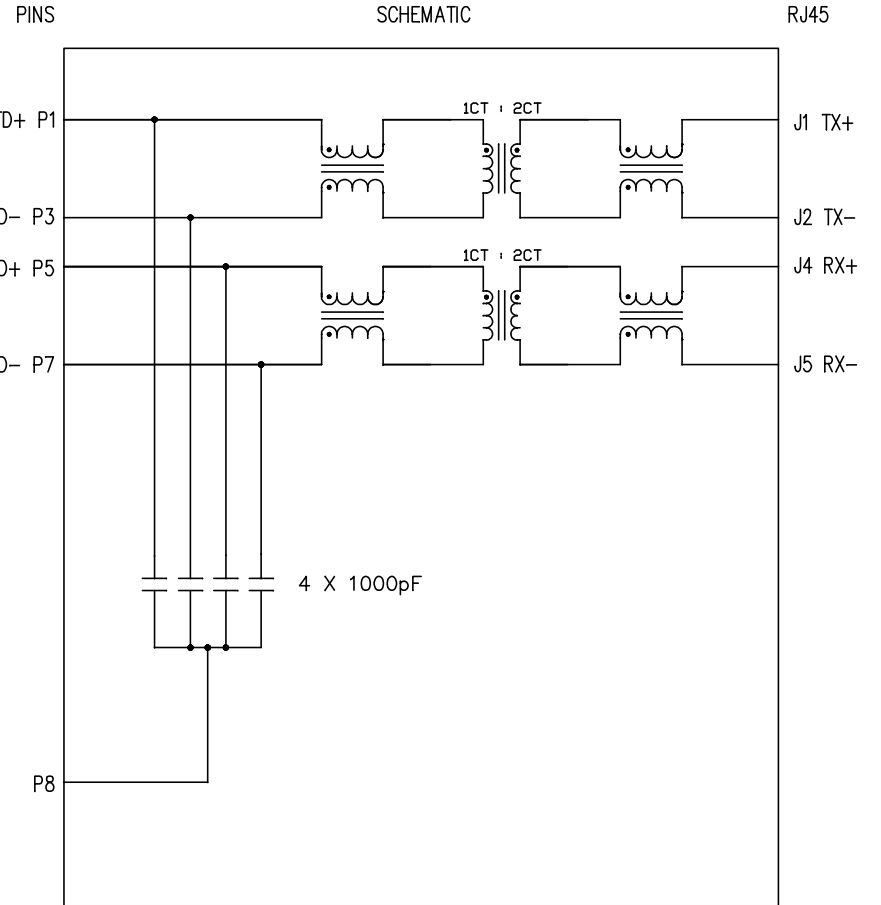 PINS SCHEMATIC RJ45
1CT : 2CT
TD+ P1 J1 TX+
D- P3 J2 TX-
1CT : 2CT
D+ P5 J4 RX+
D- P7 J5 RX-
4 X 1000pF
P8